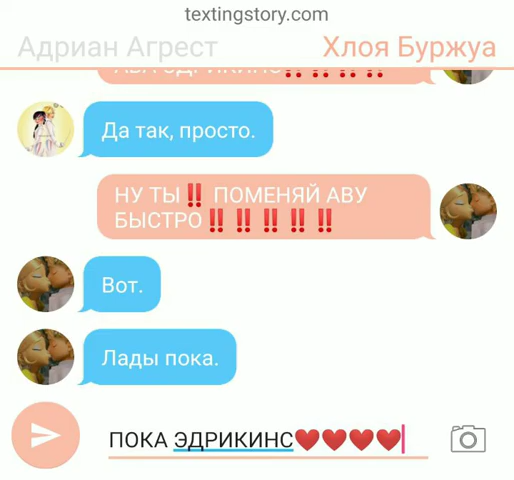 textingstory.com
Адриан Агрест
Хлоя Буржуа
Да так, просто.
НУ ТЫ‼️ ПОМЕНЯЙ АВУ
БЫСТРО‼️‼️‼️‼️‼️
Вот.
Лады пока.
ПОКА ЭДРИКИНС❤️❤️❤️❤️